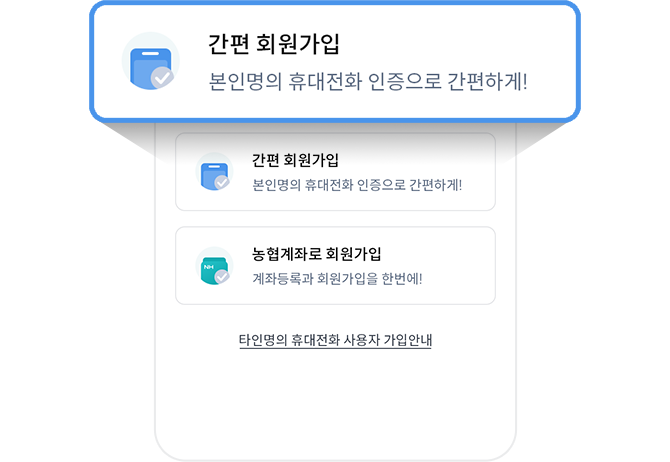 간편 회원가입
본인명의 휴대전화 인증으로 간편하게!
간편 회원가입
본인명의 휴대전화 인증으로 간편하게!
농협계좌로 회원가입
NH
계좌등록과 회원가입을 한번에!
타인명의 휴대전화 사용자 가입안내